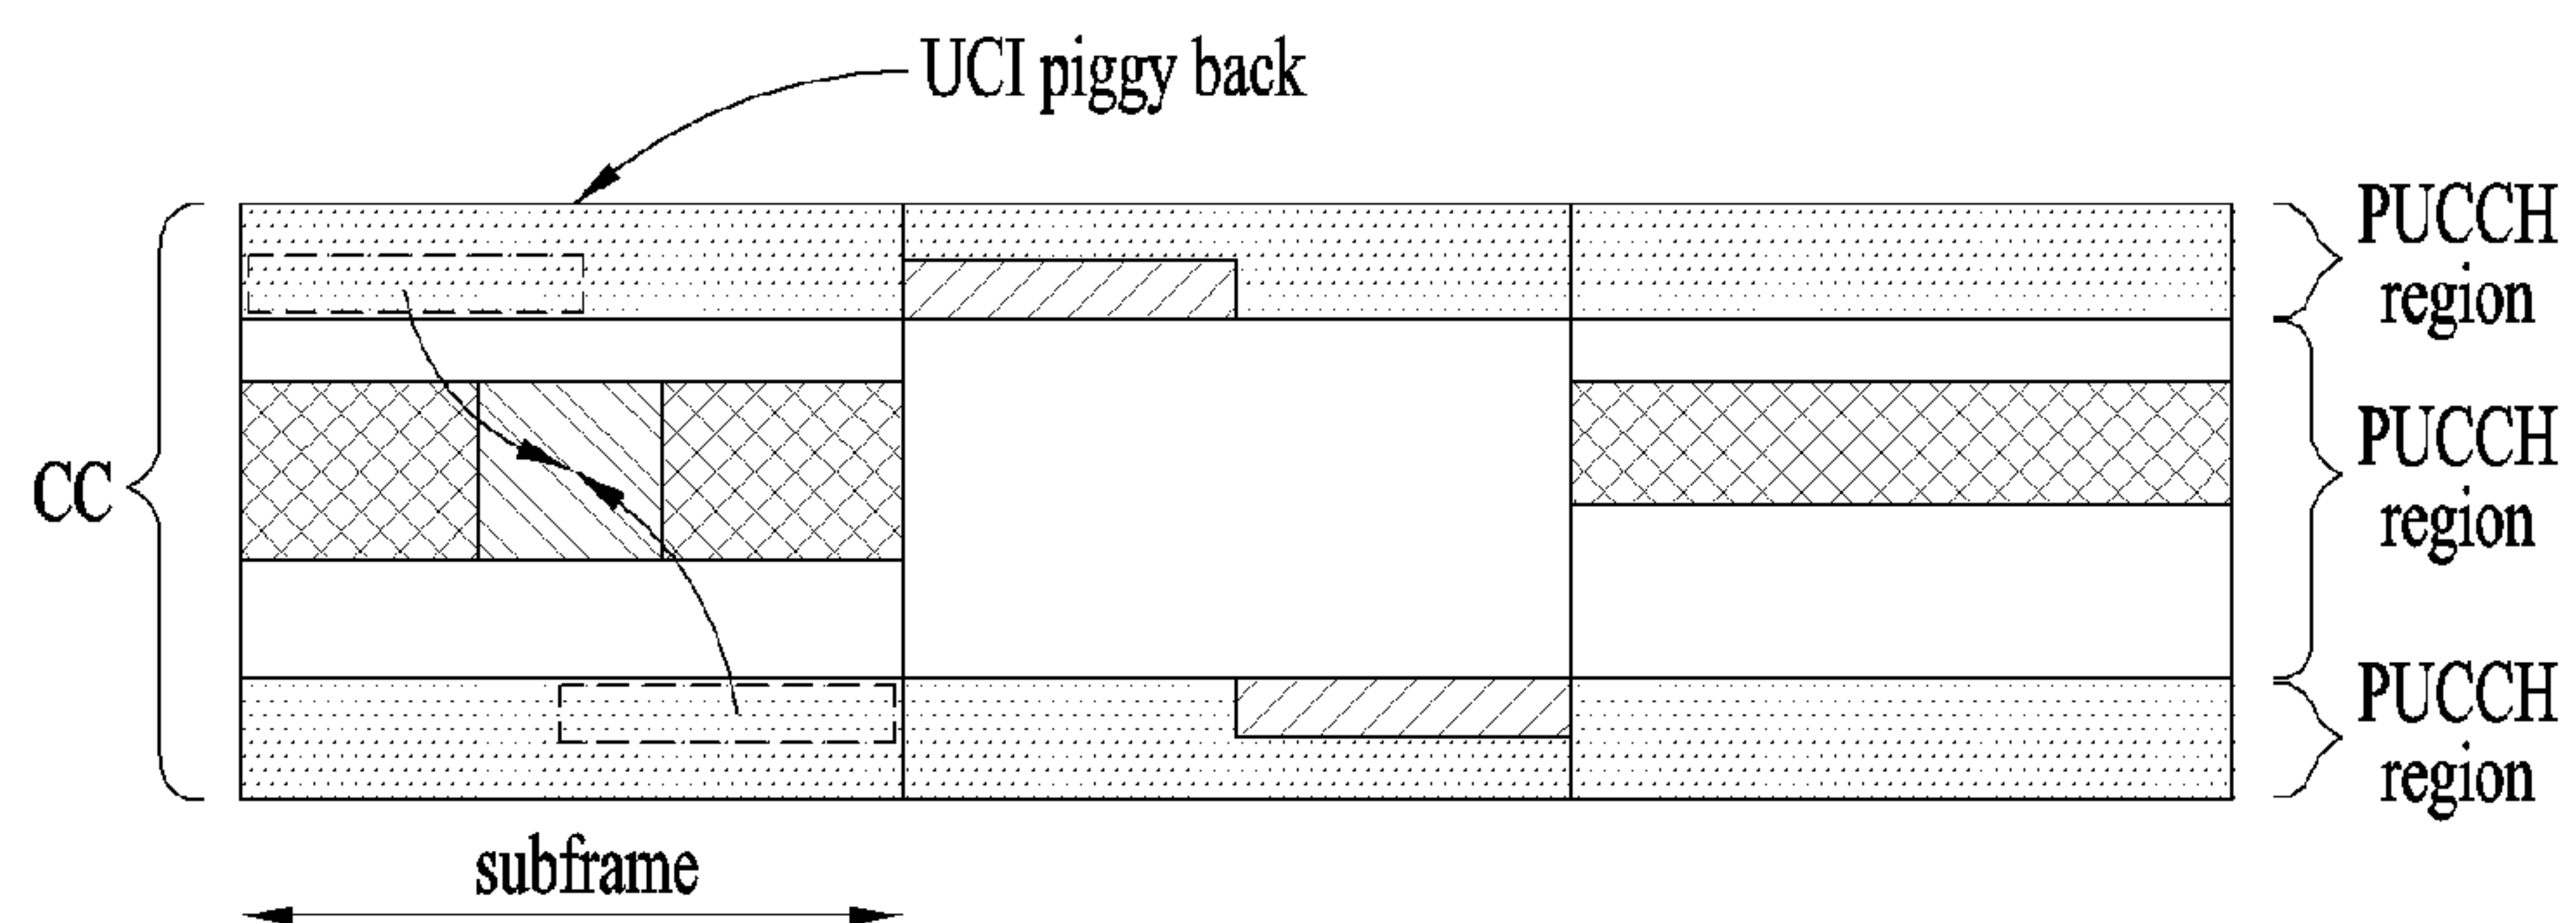 UCI piggy back
PUCCH
region
CC
PUCCH
region
PUCCH
region
subframe